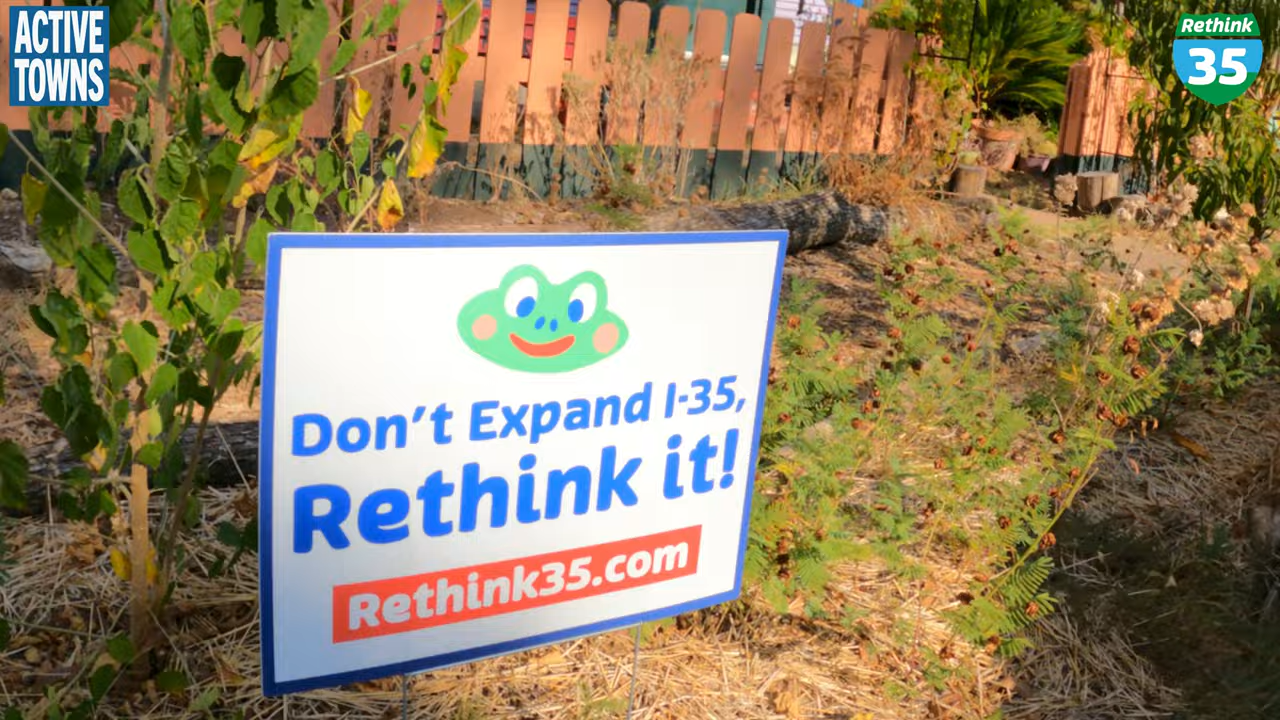 ACTIVE
TOWNS
Rethink
35
Don't Expand I-35,
Rethink it!
Rethink35.com